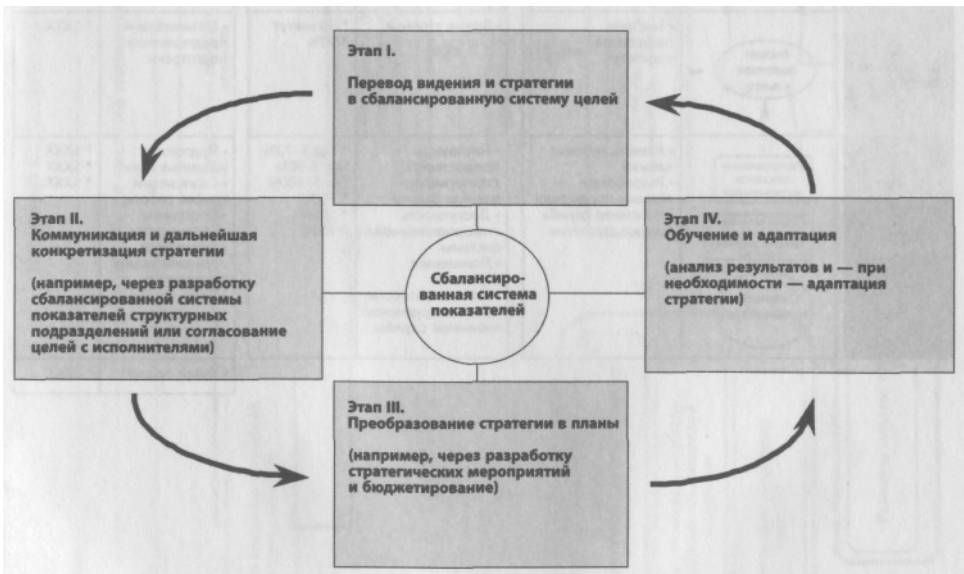 Этап I.
Перевод видения и стратегии
в сбалансированную систему целей
Этап II.
Коммуникация и дальнейшая
конкретизация стратегии
(например, через разработку
сбалансированной системы
показателей структурных
подразделений или согласование
целей с исполнителями)
Сбалансиро-
ванная система
показателей
Этап IV.
Обучение и адаптация
(анализ результатов и — при
необходимости — адаптация
стратегии)
Этап III.
Преобразование стратегии в планы
(например, через разработку
стратегических мероприятий
и бюджетирование)